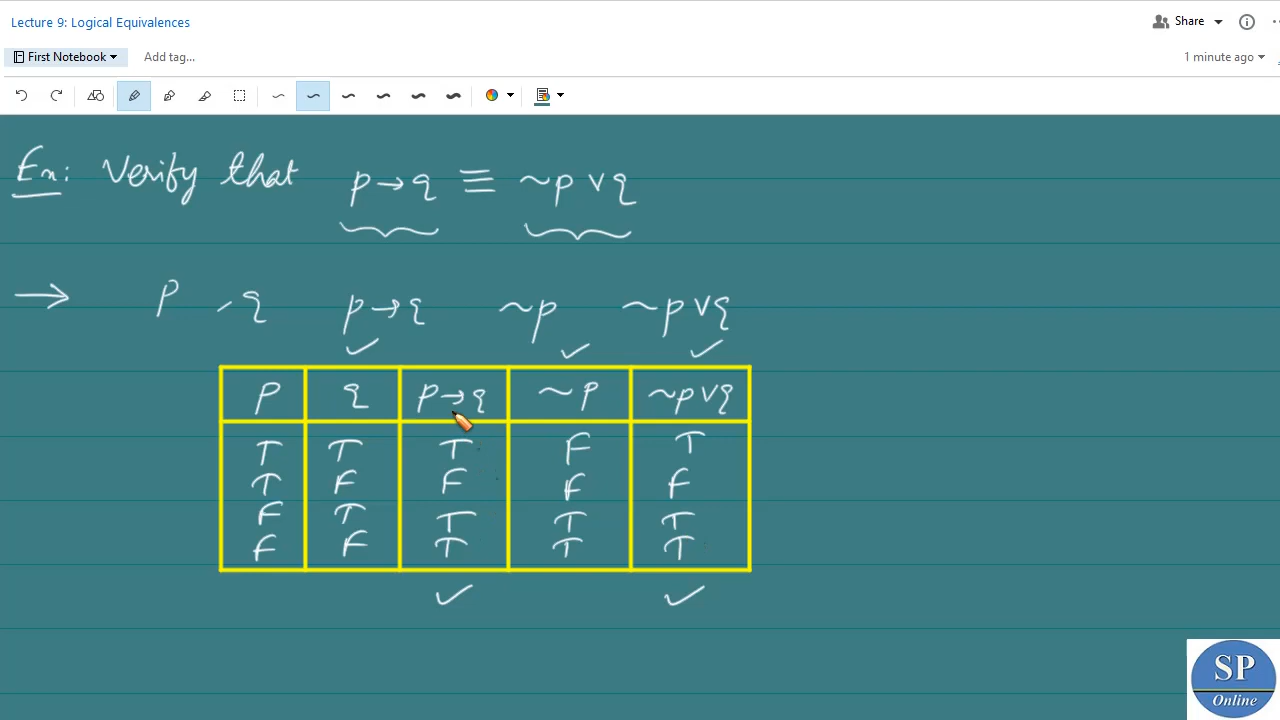 Lecture 9: Logical Equivalences
Share
First Notebook Add tag... 1 minute ago
Ex: Verify that p→q ≡ ~p∨q
→ p, q p→q ~p ~p∨q
p q p→q ~p ~p∨q
T T T F T
T F F F F
F T T T T
F F T T T
SP
Online